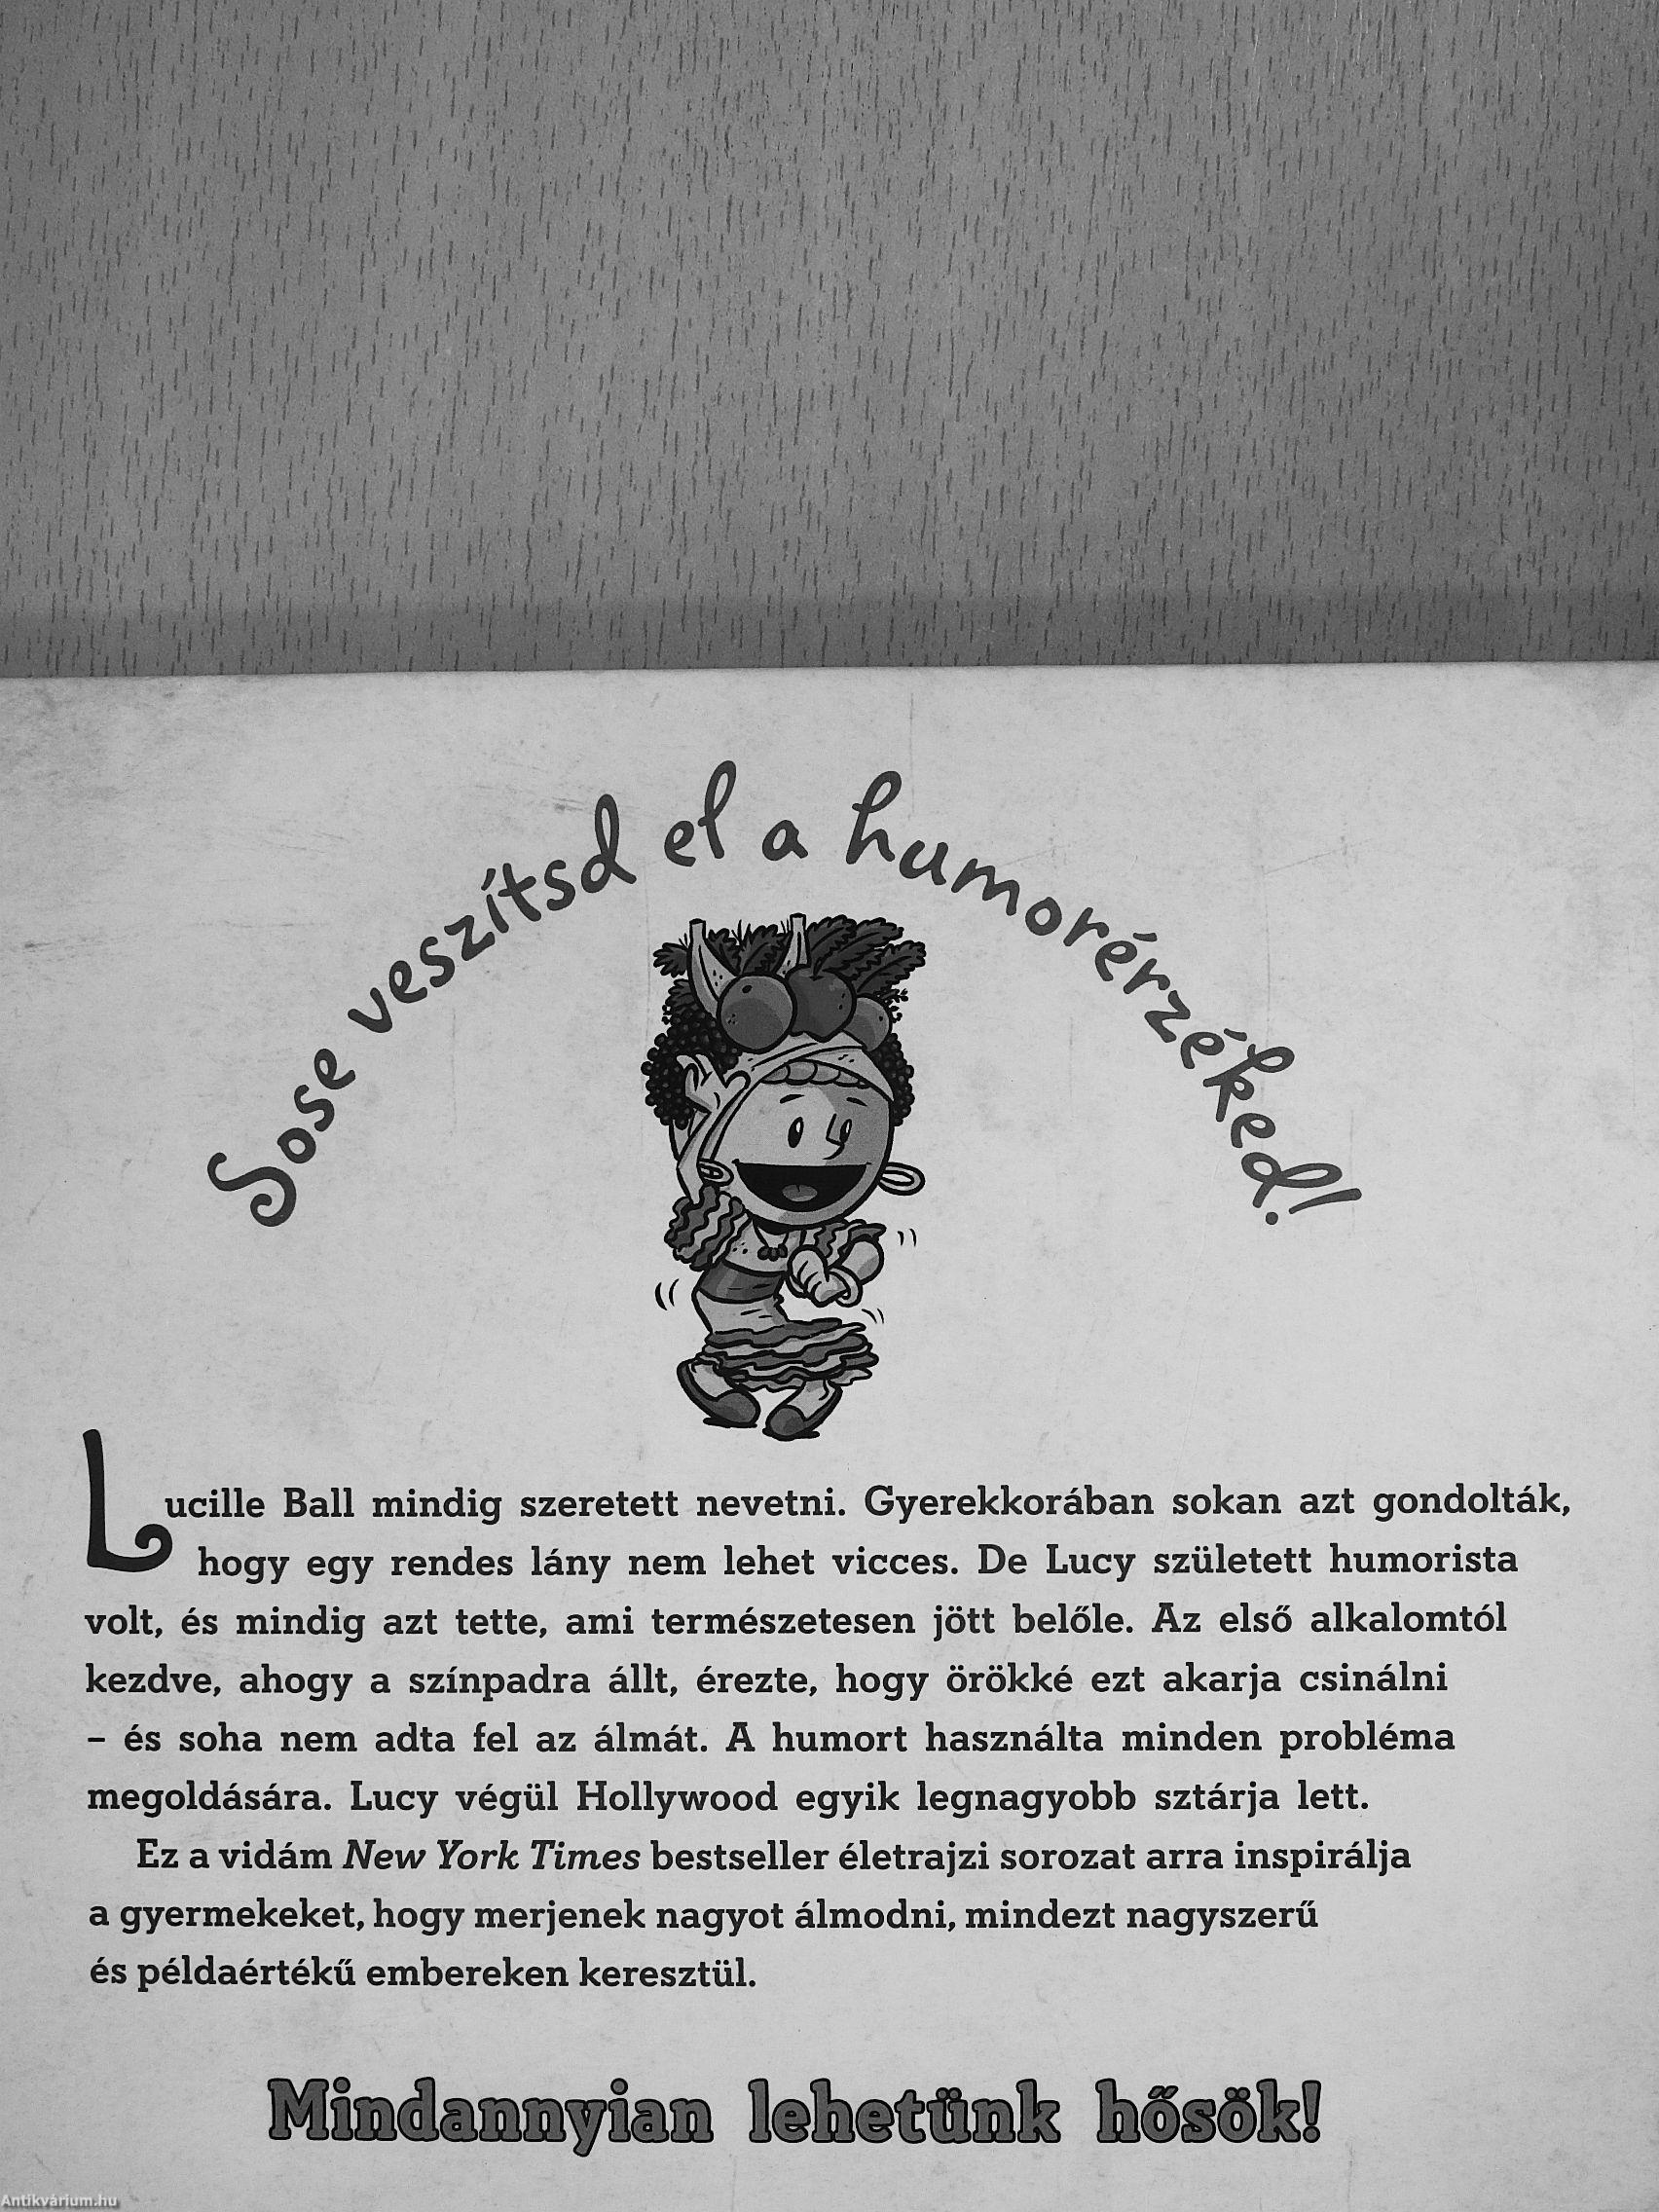 Sose veszítsd el a humorérzéked!
Lucille Ball mindig szeretett nevetni. Gyerekkorában sokan azt gondolták,
hogy egy rendes lány nem lehet vicces. De Lucy született humorista
volt, és mindig azt tette, ami természetesen jött belőle. Az első alkalomtól
kezdve, ahogy a színpadra állt, érezte, hogy örökké ezt akarja csinálni
– és soha nem adta fel az álmát. A humort használta minden probléma
megoldására. Lucy végül Hollywood egyik legnagyobb sztárja lett.
Ez a vidám New York Times bestseller életrajzi sorozat arra inspirálja
a gyermekeket, hogy merjenek nagyot álmodni, mindezt nagyszerű
és példaértékű embereken keresztül.
Mindannyian lehetünk hősök!
Antikvárium.hu